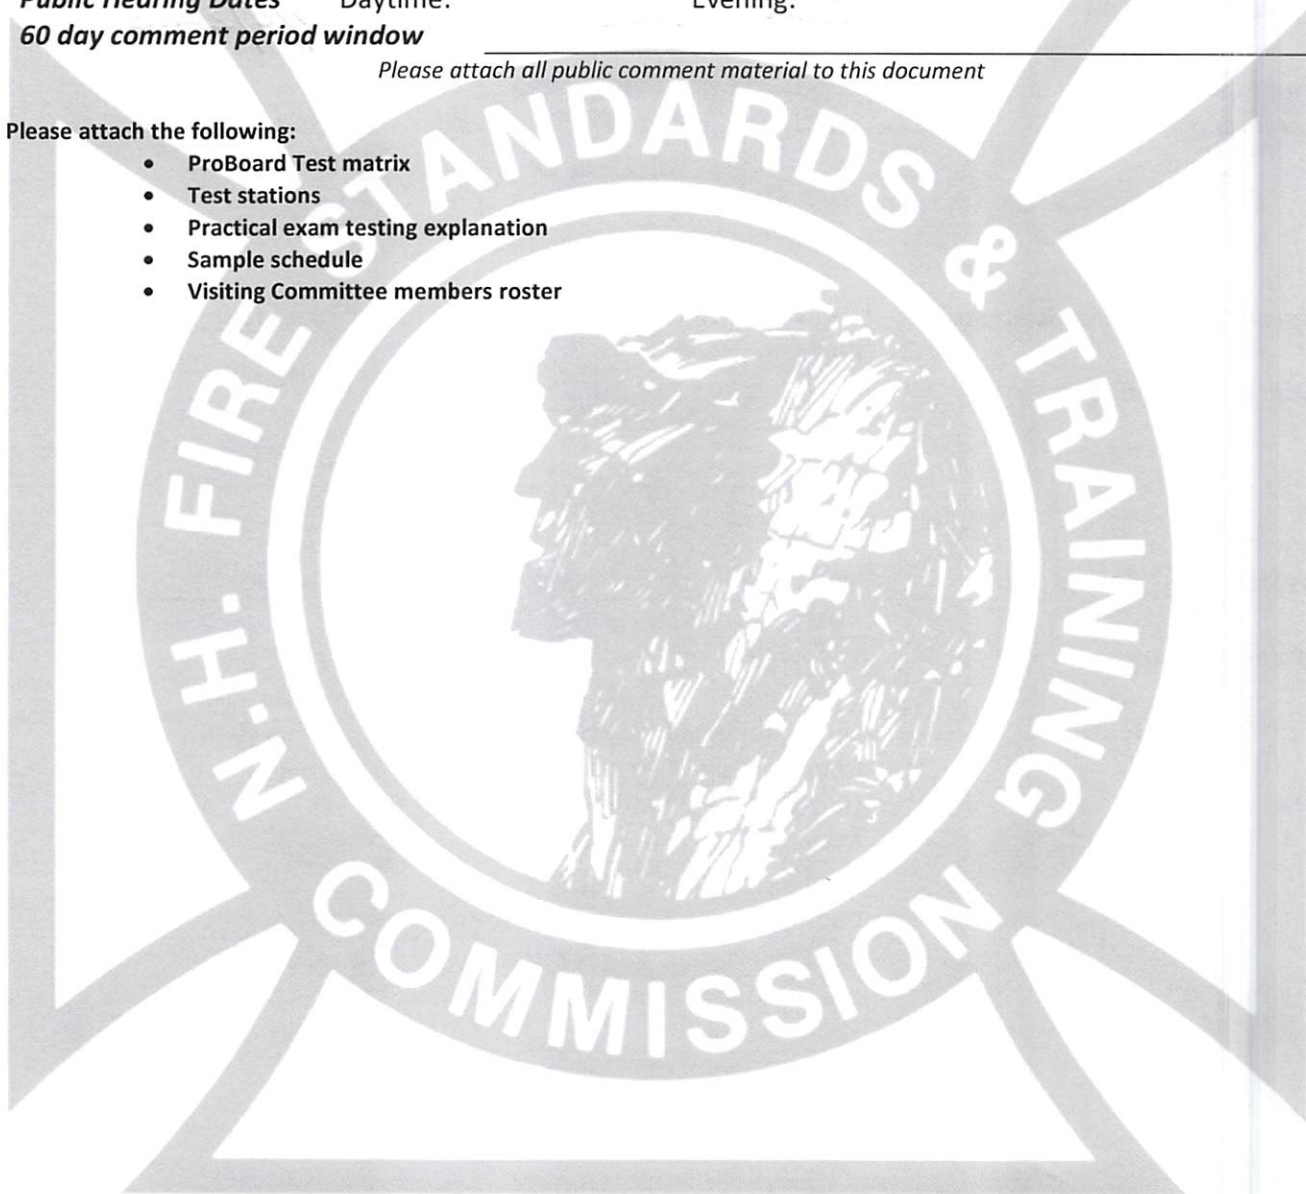 Public Hearing Dates Daytime: Evening:
60 day comment period window
Please attach all public comment material to this document
Please attach the following:
• ProBoard Test matrix
• Test stations
• Practical exam testing explanation
• Sample schedule
• Visiting Committee members roster
N.H. FIRE STANDARDS & TRAINING
COMMISSION